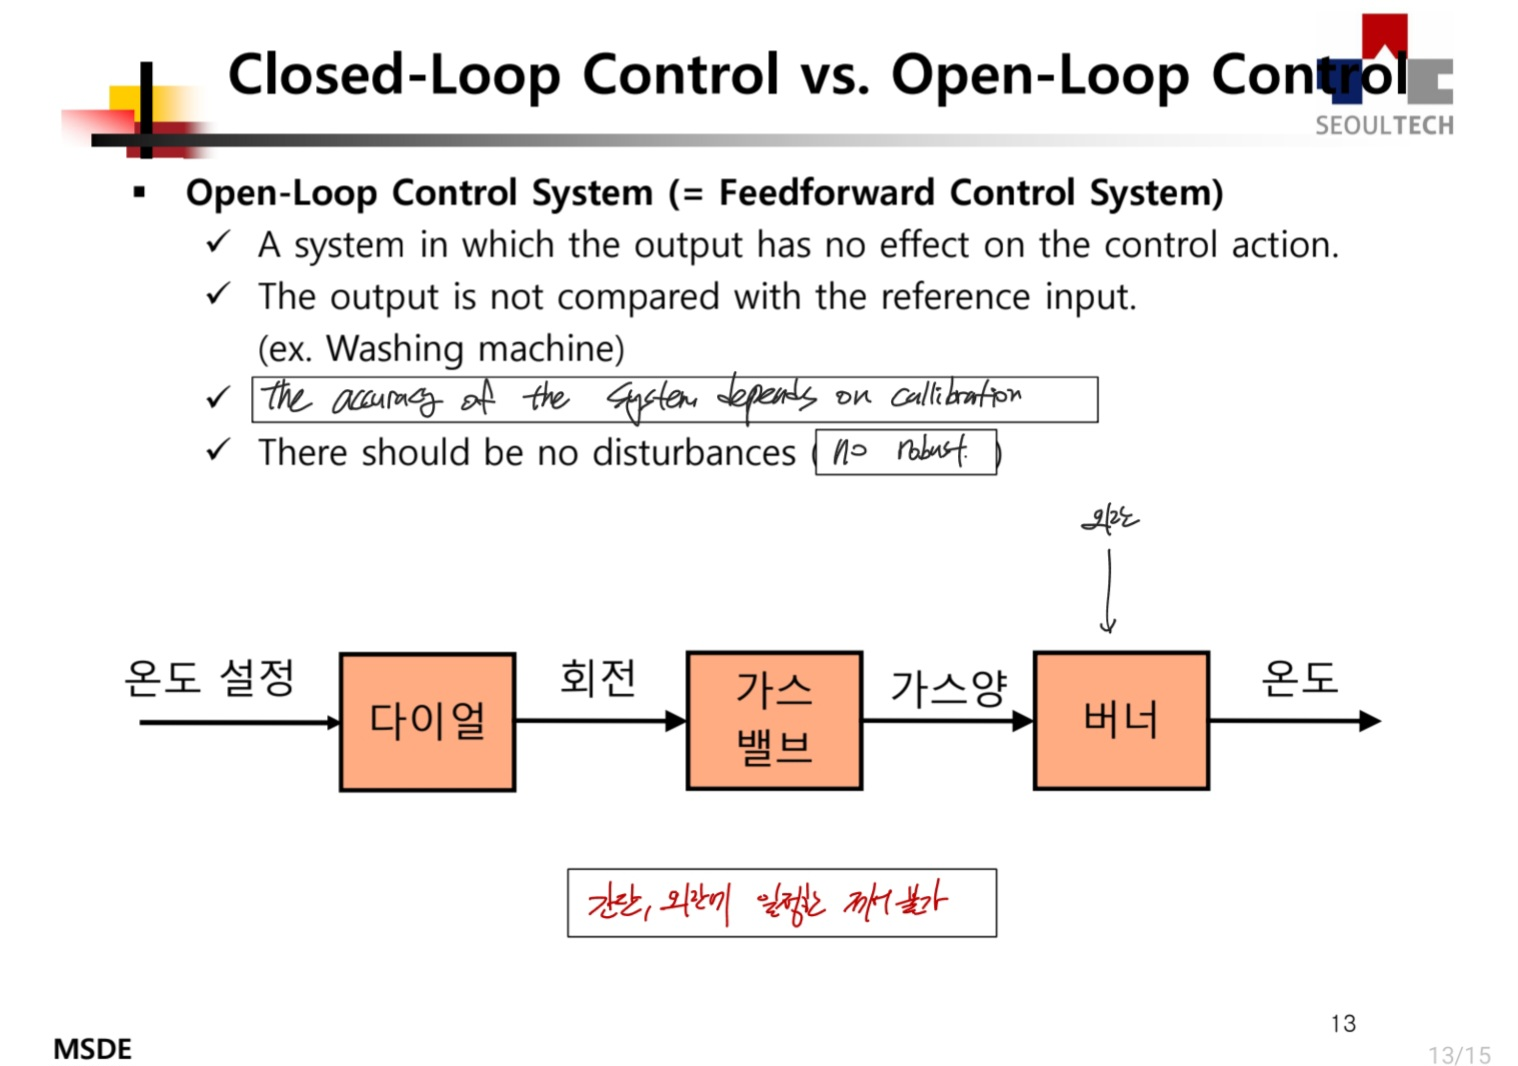 Closed-Loop Control vs. Open-Loop Control
SEOULTECH
▪ Open-Loop Control System (= Feedforward Control System)
✓ A system in which the output has no effect on the control action.
✓ The output is not compared with the reference input.
(ex. Washing machine)
✓ the accuracy of the system depends on callibration
✓ There should be no disturbances ( no robust. )
외란
온도 설정
다이얼
회전
가스
밸브
가스양
버너
온도
간단, 외란에 일정한 제어 불가
13
MSDE
13/15